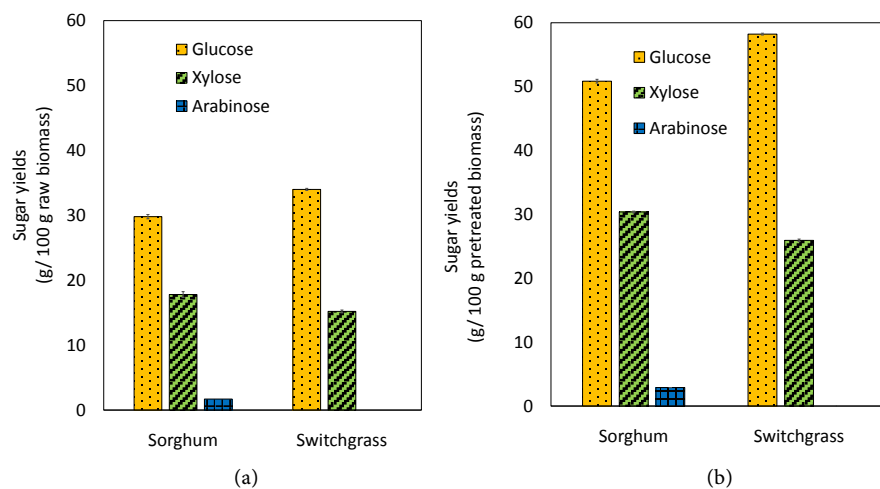 60
50
40
30
20
10
0
Sugar yields
(g/ 100 g raw biomass)
Glucose
Xylose
Arabinose
Sorghum
Switchgrass
(a)
60
50
40
30
20
10
0
Sugar yields
(g/ 100 g pretreated biomass)
Glucose
Xylose
Arabinose
Sorghum
Switchgrass
(b)